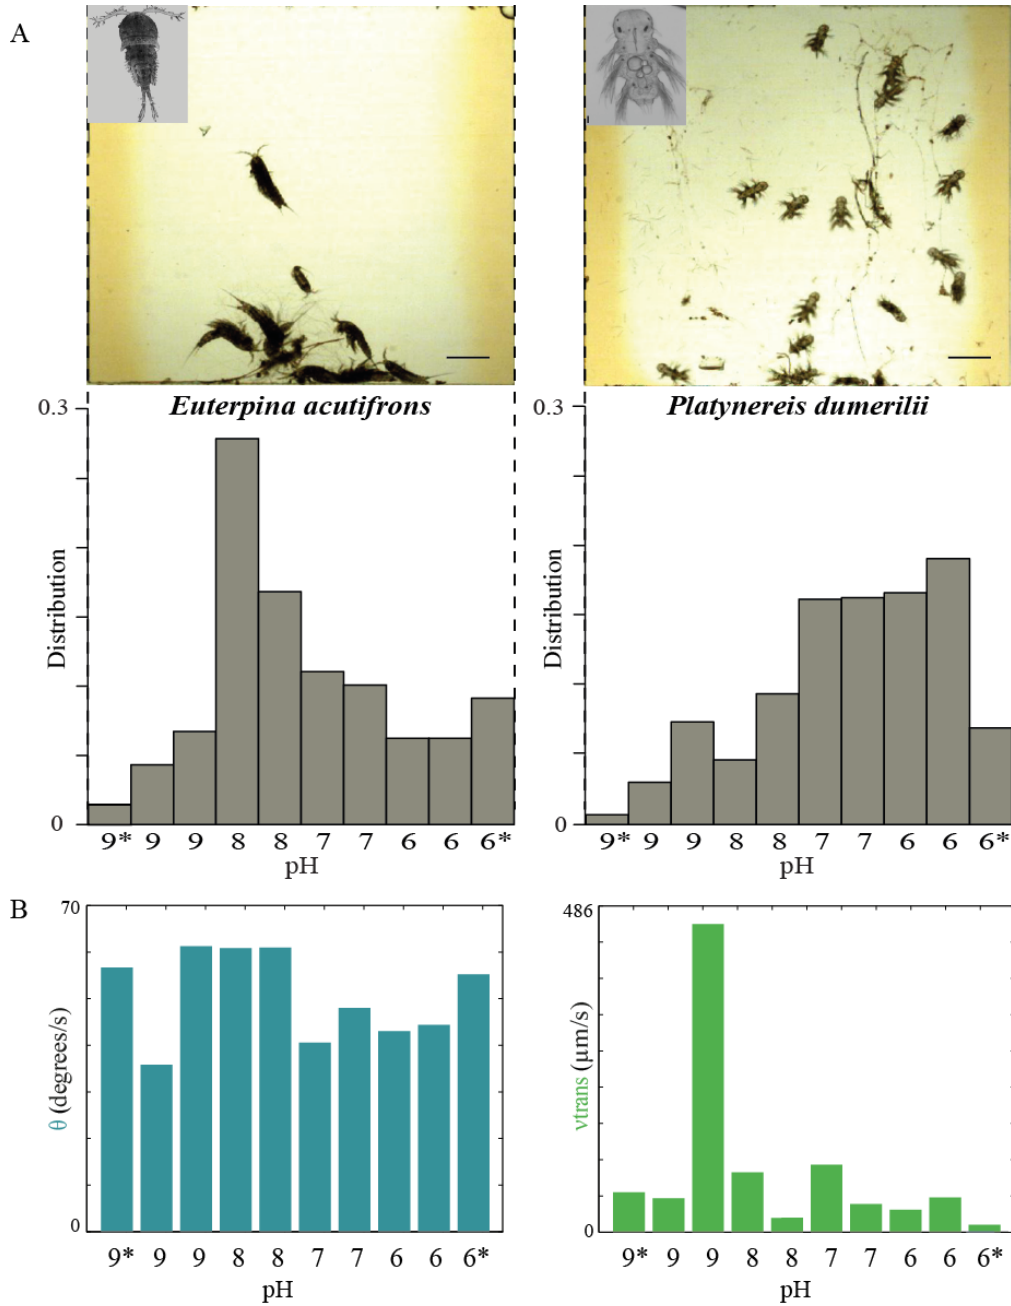 A
Euterpina acutifrons
Platynereis dumerilii
0.3
Distribution
0
9* 9 9 8 8 7 7 6 6 6*
pH
0.3
Distribution
0
9* 9 9 8 8 7 7 6 6 6*
pH
B
70
θ (degrees/s)
0
9* 9 9 8 8 7 7 6 6 6*
pH
486
vtrans (µm/s)
0
9* 9 9 8 8 7 7 6 6 6*
pH